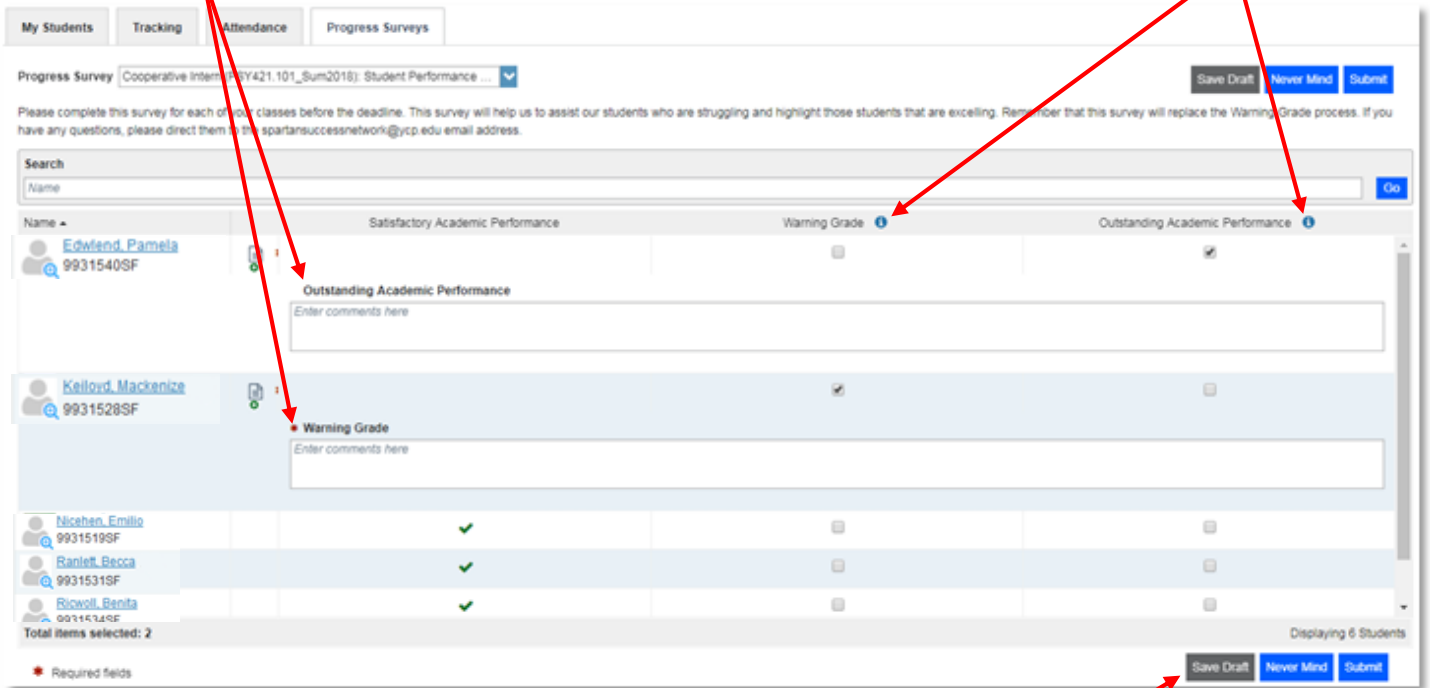 My Students Tracking Attendance Progress Surveys
Progress Survey Cooperative Intern (PSY421.101_Sum2018): Student Performance ... Save Draft Never Mind Submit
Please complete this survey for each of your classes before the deadline. This survey will help us to assist our students who are struggling and highlight those students that are excelling. Remember that this survey will replace the Warning Grade process. If you
have any questions, please direct them to the spartansuccessnetwork@ycp.edu email address.
Search
Name Go
Name Satisfactory Academic Performance Warning Grade Outstanding Academic Performance
Edwlend, Pamela
9931540SF
Outstanding Academic Performance
Enter comments here
Keiloyd, Mackenize
9931528SF
* Warning Grade
Enter comments here
Nicehen, Emilio
9931519SF
Ranlett, Becca
9931531SF
Ricwoll, Benita
9931534SF
Total items selected: 2 Displaying 6 Students
* Required fields Save Draft Never Mind Submit